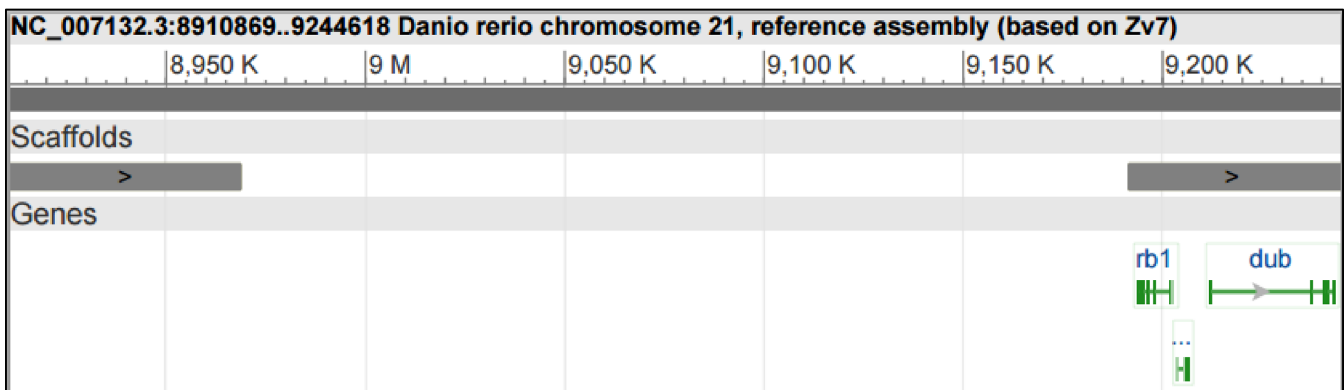 NC_007132.3:8910869..9244618 Danio rerio chromosome 21, reference assembly (based on Zv7)
8,950 K 9 M 9,050 K 9,100 K 9,150 K 9,200 K
Scaffolds
> >
Genes
rb1 dub
...